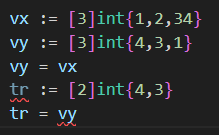 vx := [3]int{1,2,34}
vy := [3]int{4,3,1}
vy = vx
tr := [2]int{4,3}
tr = vy